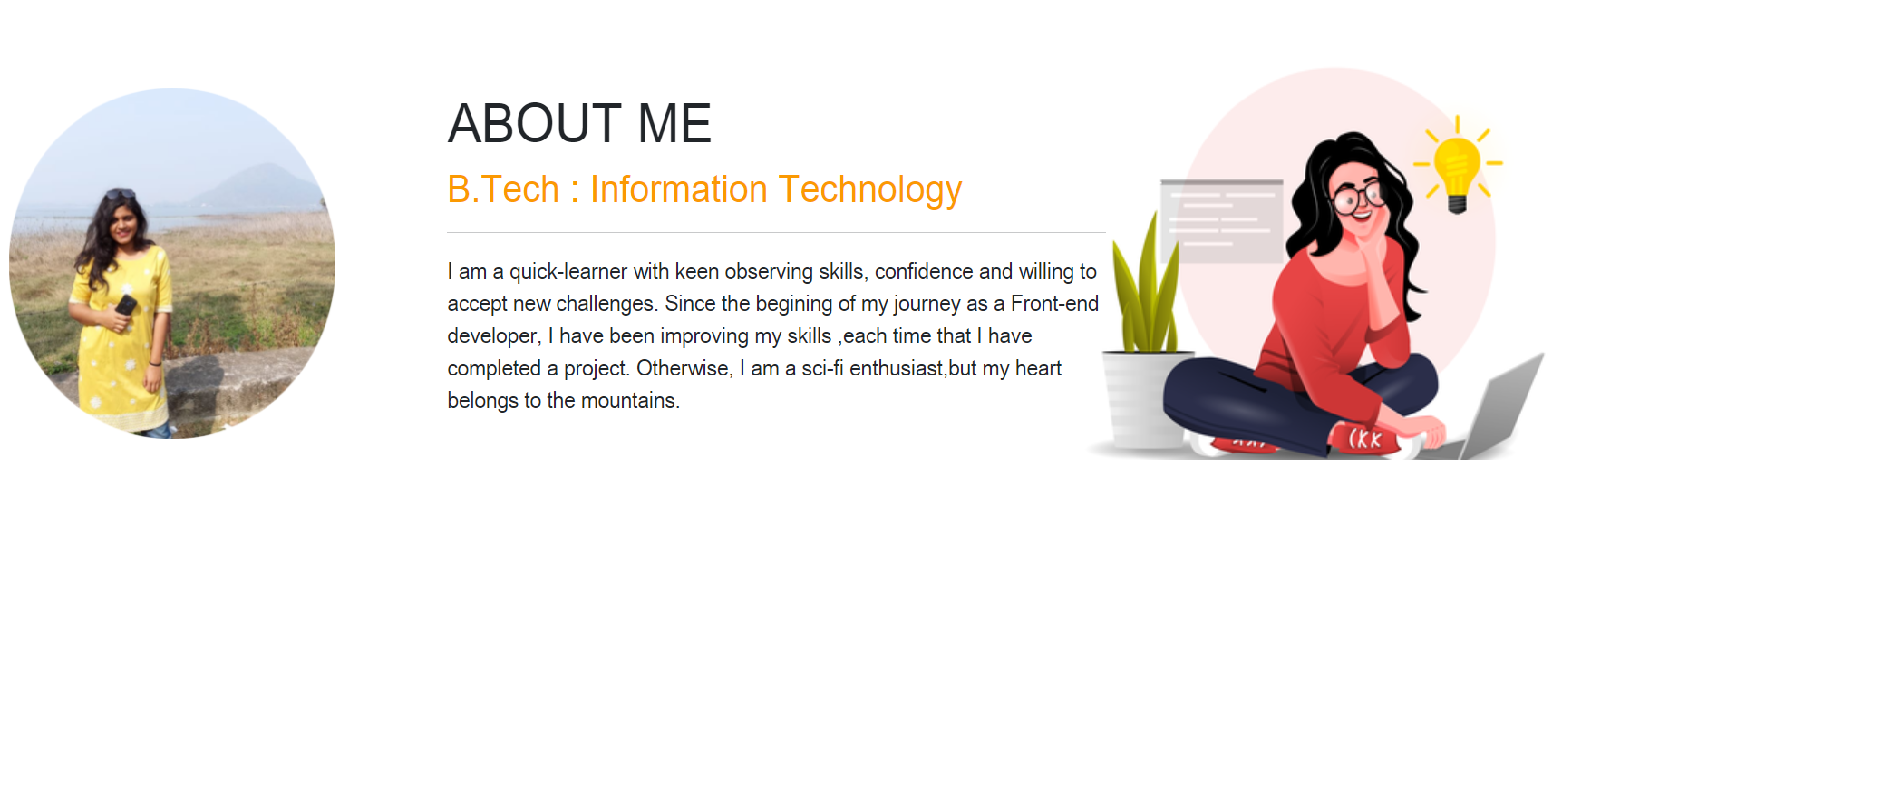 ABOUT ME
B.Tech : Information Technology
I am a quick-learner with keen observing skills, confidence and willing to
accept new challenges. Since the begining of my journey as a Front-end
developer, I have been improving my skills ,each time that I have
completed a project. Otherwise, I am a sci-fi enthusiast,but my heart
belongs to the mountains.
(KK